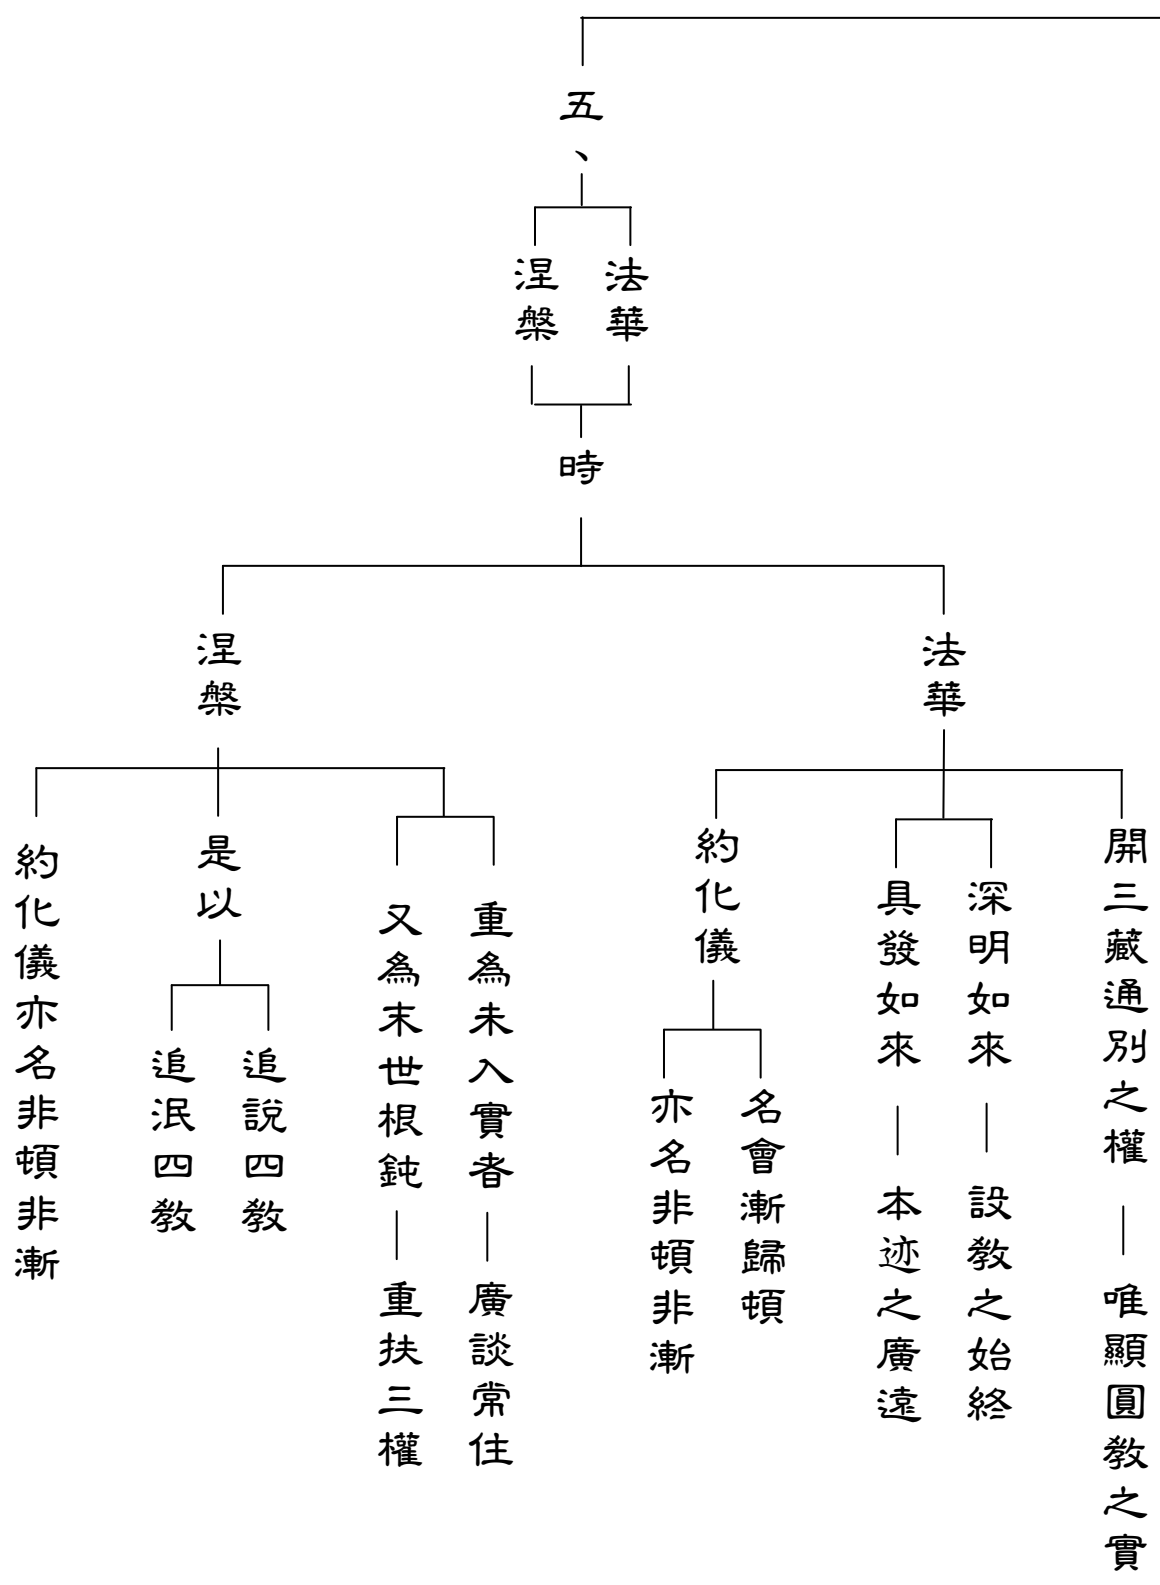 五、
法華
涅槃
時
法華
開三藏通別之權—唯顯圓教之實
深明如來—設教之始終
具發如來—本迹之廣遠
約化儀
名會漸歸頓
亦名非頓非漸
涅槃
重為未入實者—廣談常住
又為末世根鈍—重扶三權
是以
追說四教
追泯四教
約化儀亦名非頓非漸